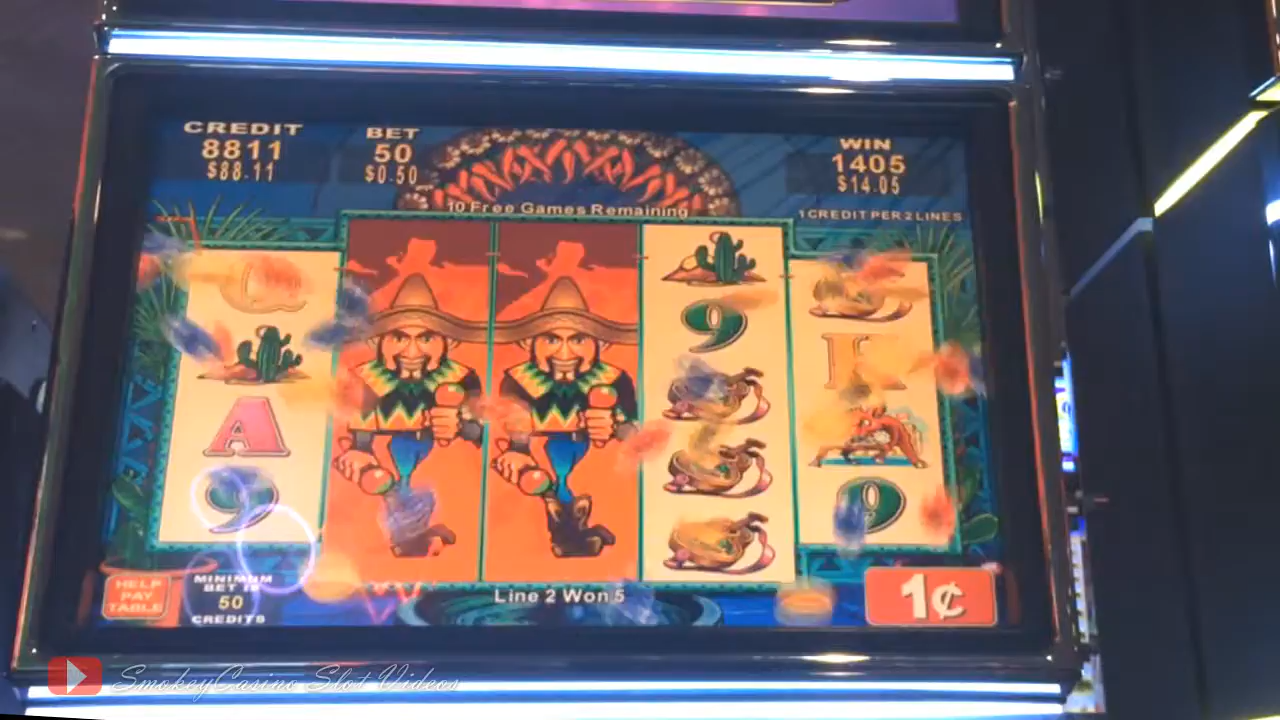 CREDIT
8811
$88.11
BET
50
$0.50
WIN
1405
$14.05
10 Free Games Remaining
1 CREDIT PER 2 LINES
Q
9
K
A
9
9
HELP
PAY
TABLE
MINIMUM
BET IS
50
CREDITS
Line 2 Won 5
1¢
SmokeyCasino Slot Videos